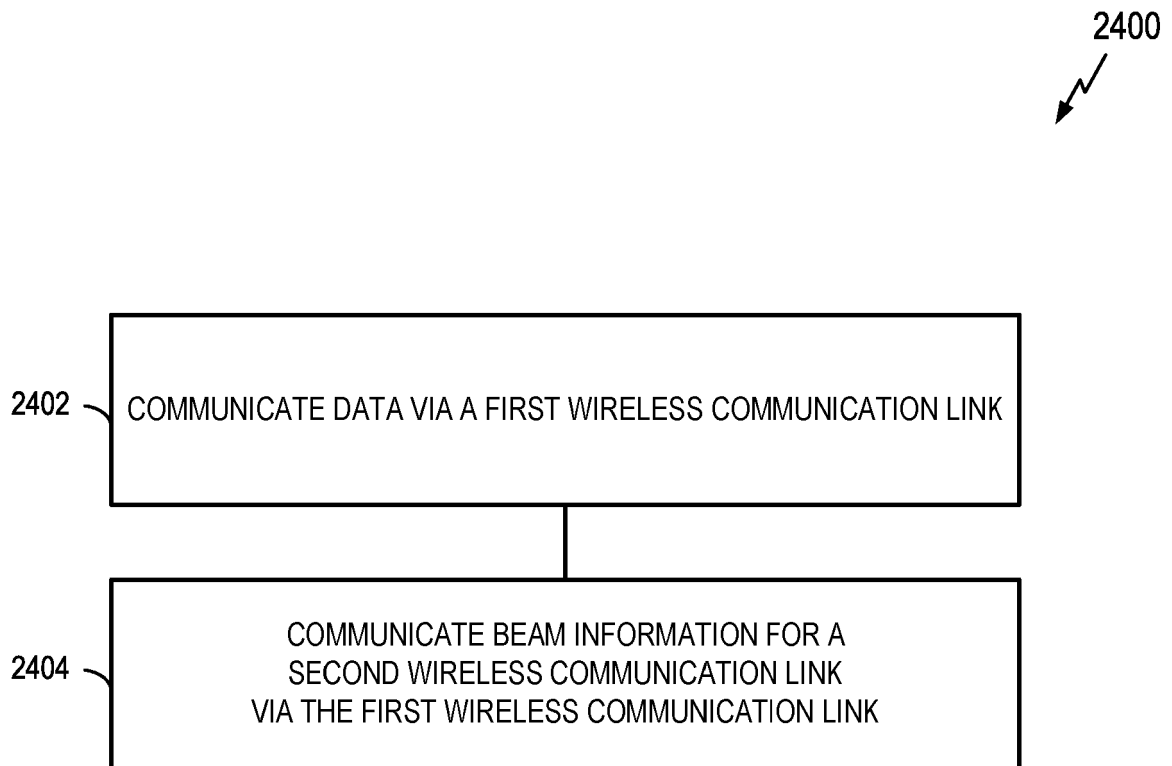 2400
2402
COMMUNICATE DATA VIA A FIRST WIRELESS COMMUNICATION LINK
2404
COMMUNICATE BEAM INFORMATION FOR A
SECOND WIRELESS COMMUNICATION LINK
VIA THE FIRST WIRELESS COMMUNICATION LINK